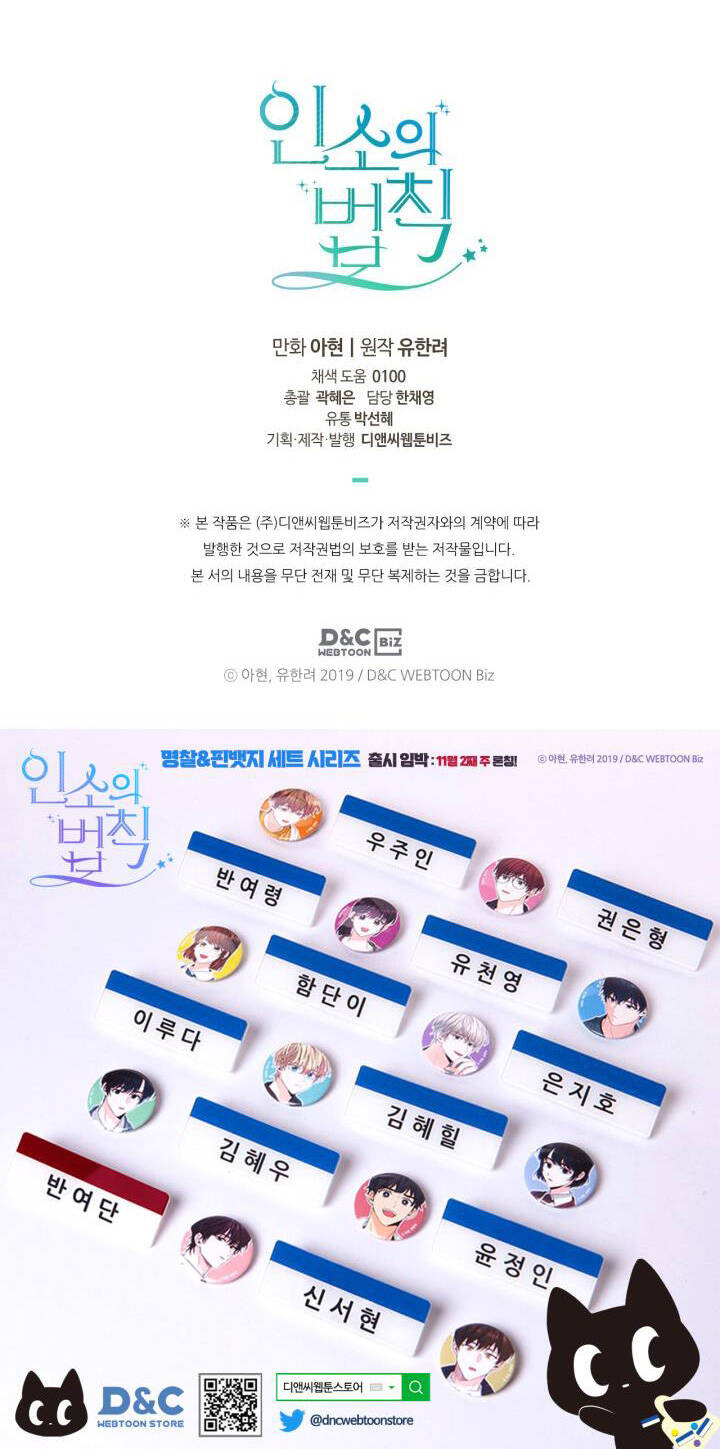 인소의
법칙
만화 아현 | 원작 유한려
채색 도움 0100
총괄 곽혜은 담당 한채영
유통 박선혜
기획·제작·발행 디앤씨웹툰비즈
※ 본 작품은 (주)디앤씨웹툰비즈가 저작권자와의 계약에 따라
발행한 것으로 저작권법의 보호를 받는 저작물입니다.
본 서의 내용을 무단 전재 및 무단 복제하는 것을 금합니다.
D&C
WEBTOON BiZ
ⓒ 아현, 유한려 2019 / D&C WEBTOON Biz
인소의
법칙
명찰&핀뱃지 세트 시리즈 출시 임박 : 11월 2째 주 론칭!
ⓒ 아현, 유한려 2019 / D&C WEBTOON Biz
우주인
반여령
권은형
유천영
함단이
이루다
은지호
김혜힐
김혜우
반여단
윤정인
신서현
D&C
WEBTOON STORE
디앤씨웹툰스토어
@dncwebtoonstore